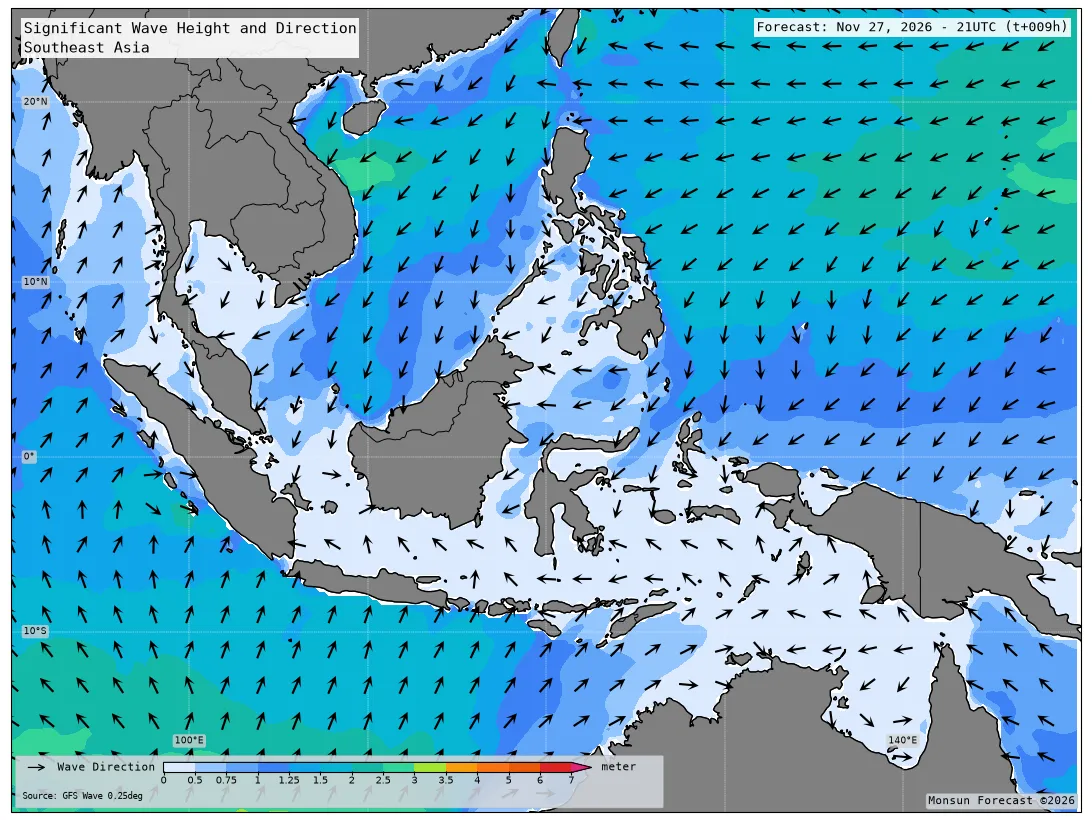 Significant Wave Height and Direction
Southeast Asia
Forecast: Nov 27, 2026 - 21UTC (t+009h)
20°N
10°N
0°
10°S
100°E
140°E
Wave Direction
0 0.5 0.75 1 1.25 1.5 2 2.5 3 3.5 4 5 6 7
meter
Source: GFS Wave 0.25deg
Monsun Forecast ©2026